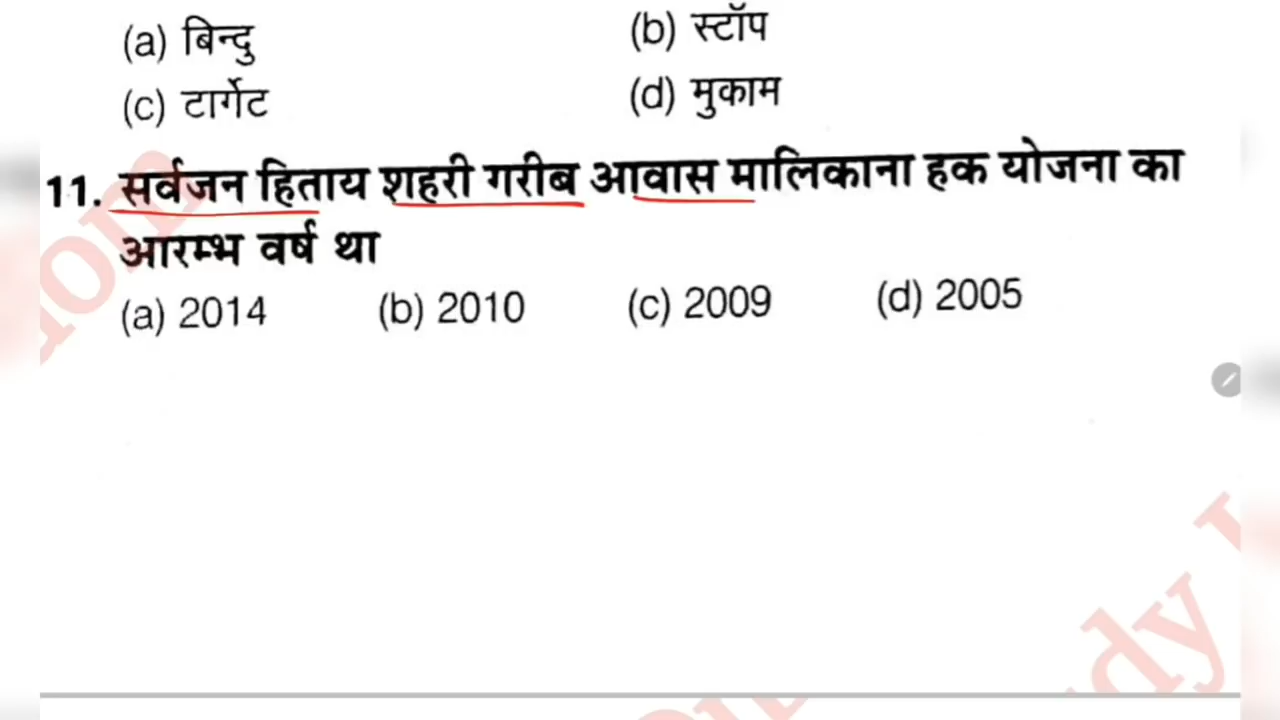 (a) बिन्दु (b) स्टॉप
(c) टार्गेट (d) मुकाम
11. सर्वजन हिताय शहरी गरीब आवास मालिकाना हक योजना का
आरम्भ वर्ष था
(a) 2014 (b) 2010 (c) 2009 (d) 2005